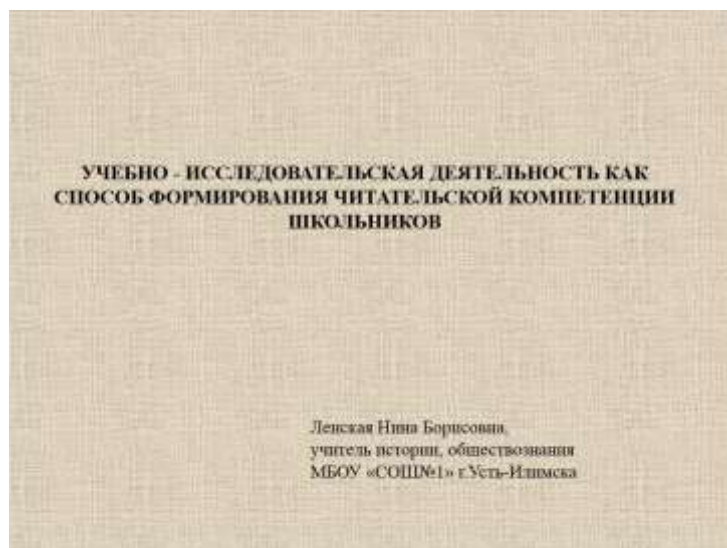 УЧЕБНО - ИССЛЕДОВАТЕЛЬСКАЯ ДЕЯТЕЛЬНОСТЬ КАК
СПОСОБ ФОРМИРОВАНИЯ ЧИТАТЕЛЬСКОЙ КОМПЕТЕНЦИИ
ШКОЛЬНИКОВ
Ленская Нина Борисовна,
учитель истории, обществознания
МБОУ «СОШ№1» г.Усть-Илимска